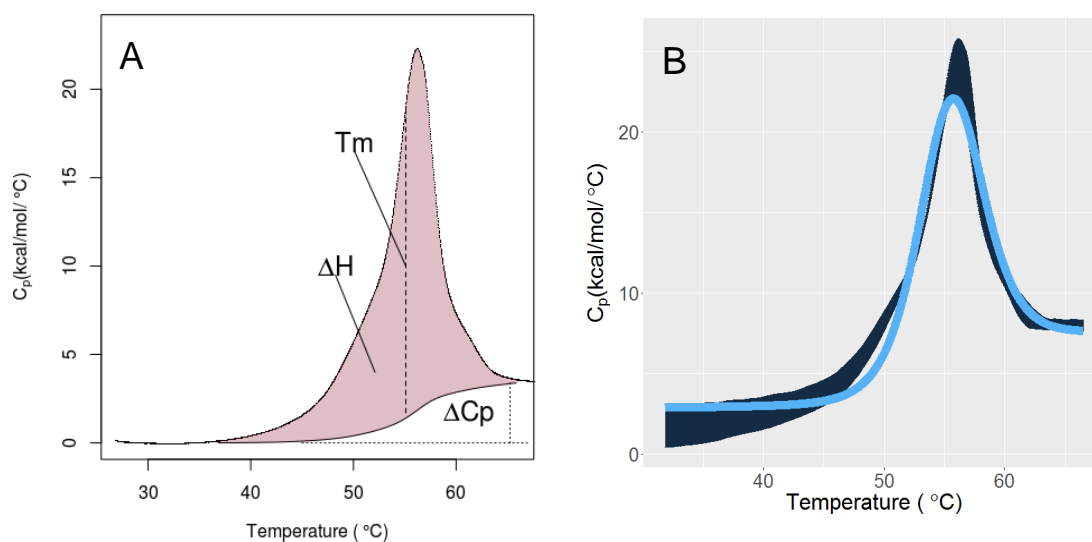 A
Tm
ΔH
ΔCp
Cp(kcal/mol/ °C)
0
5
10
15
20
30
40
50
60
Temperature ( °C)
B
Cp(kcal/mol/ °C)
0
10
20
40
50
60
Temperature ( °C)